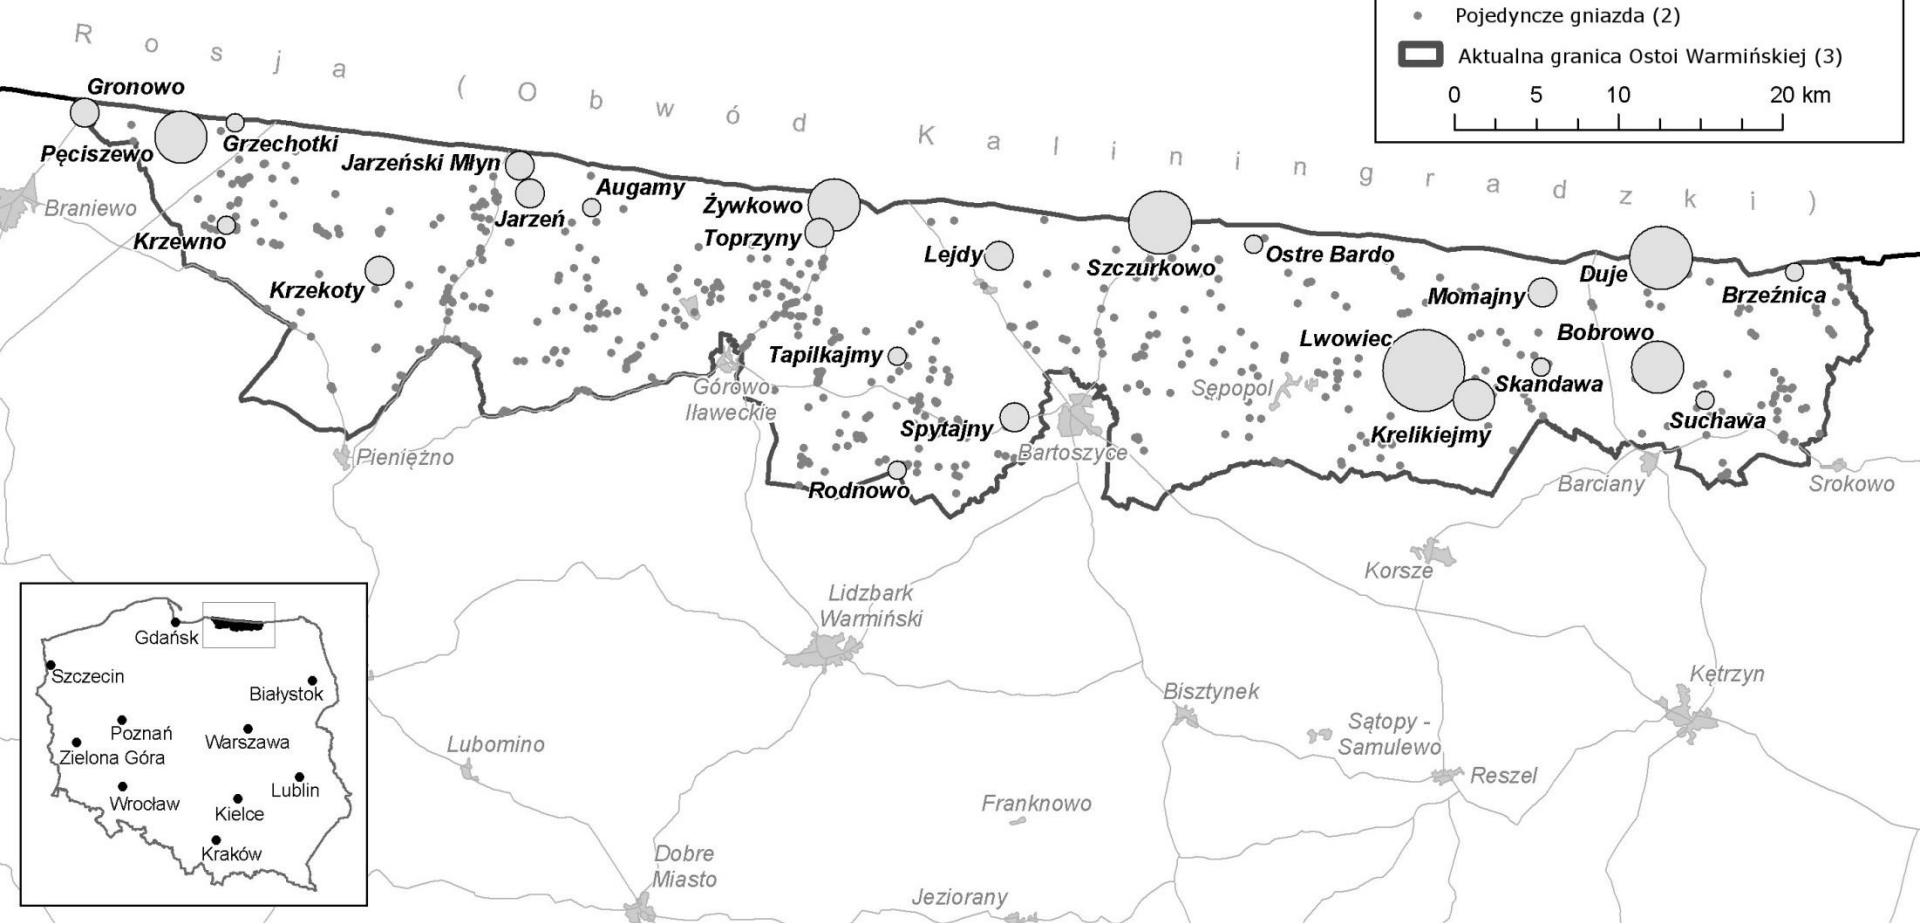 Pojedyncze gniazda (2)
Aktualna granica Ostoi Warmińskiej (3)
0 5 10 20 km
Rosja (Obwód Kaliningradzki)
Gronowo
Pęciszewo
Grzechotki
Jarzeński Młyn
Augamy
Jarzeń
Braniewo
Krzewno
Krzekoty
Żywkowo
Toprzyny
Lejdy
Szczurkowo
Ostre Bardo
Duje
Momajny
Brzeźnica
Lwowiec
Bobrowo
Tapilkajmy
Górowo
Iławeckie
Sępopol
Skandawa
Suchawa
Spytajny
Krelikiejmy
Bartoszyce
Pieniężno
Rodnowo
Barciany
Srokowo
Korsze
Lidzbark
Warmiński
Kętrzyn
Bisztynek
Sątopy -
Samulewo
Lubomino
Reszel
Franknowo
Dobre
Miasto
Jeziorany
Gdańsk
Szczecin
Białystok
Poznań
Warszawa
Zielona Góra
Lublin
Wrocław
Kielce
Kraków